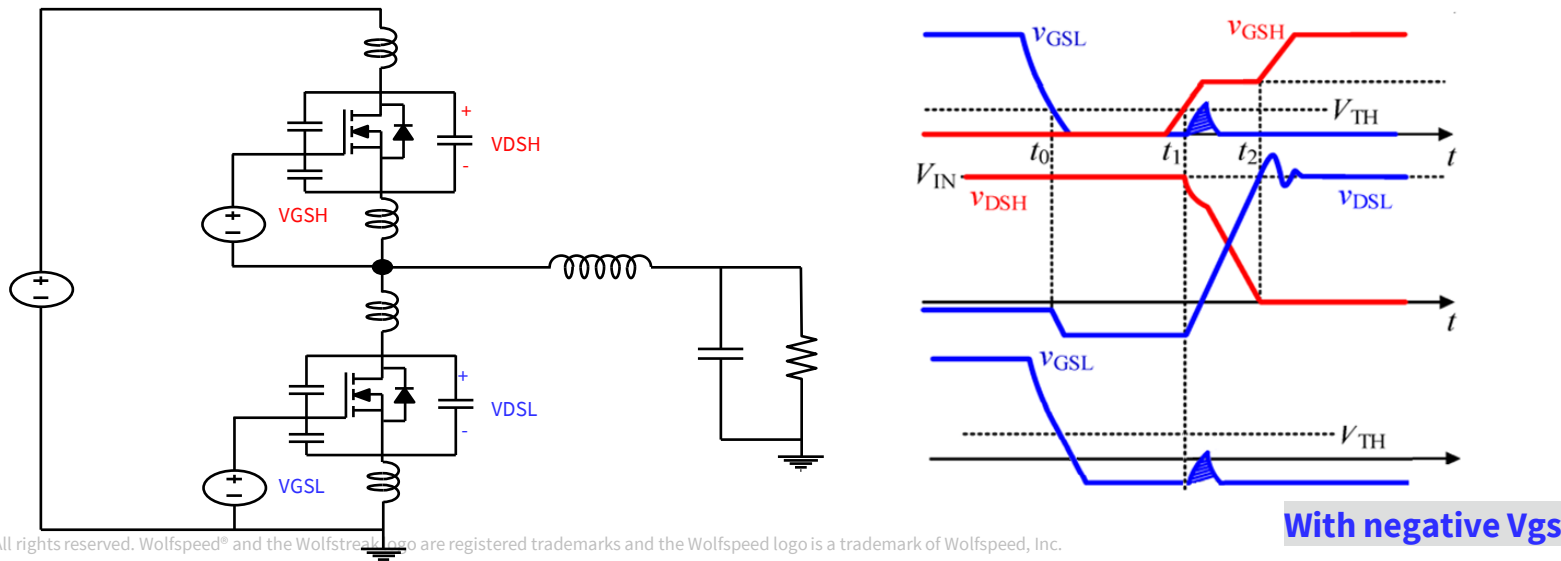 +
VDSH
-
VGSH
+
−
+
−
+
VDSL
-
VGSL
+
−
vGSL
vGSH
VTH
t0
t1
t2
t
VIN
vDSH
vDSL
t
vGSL
VTH
With negative Vgs
All rights reserved. Wolfspeed® and the Wolfstreak logo are registered trademarks and the Wolfspeed logo is a trademark of Wolfspeed, Inc.